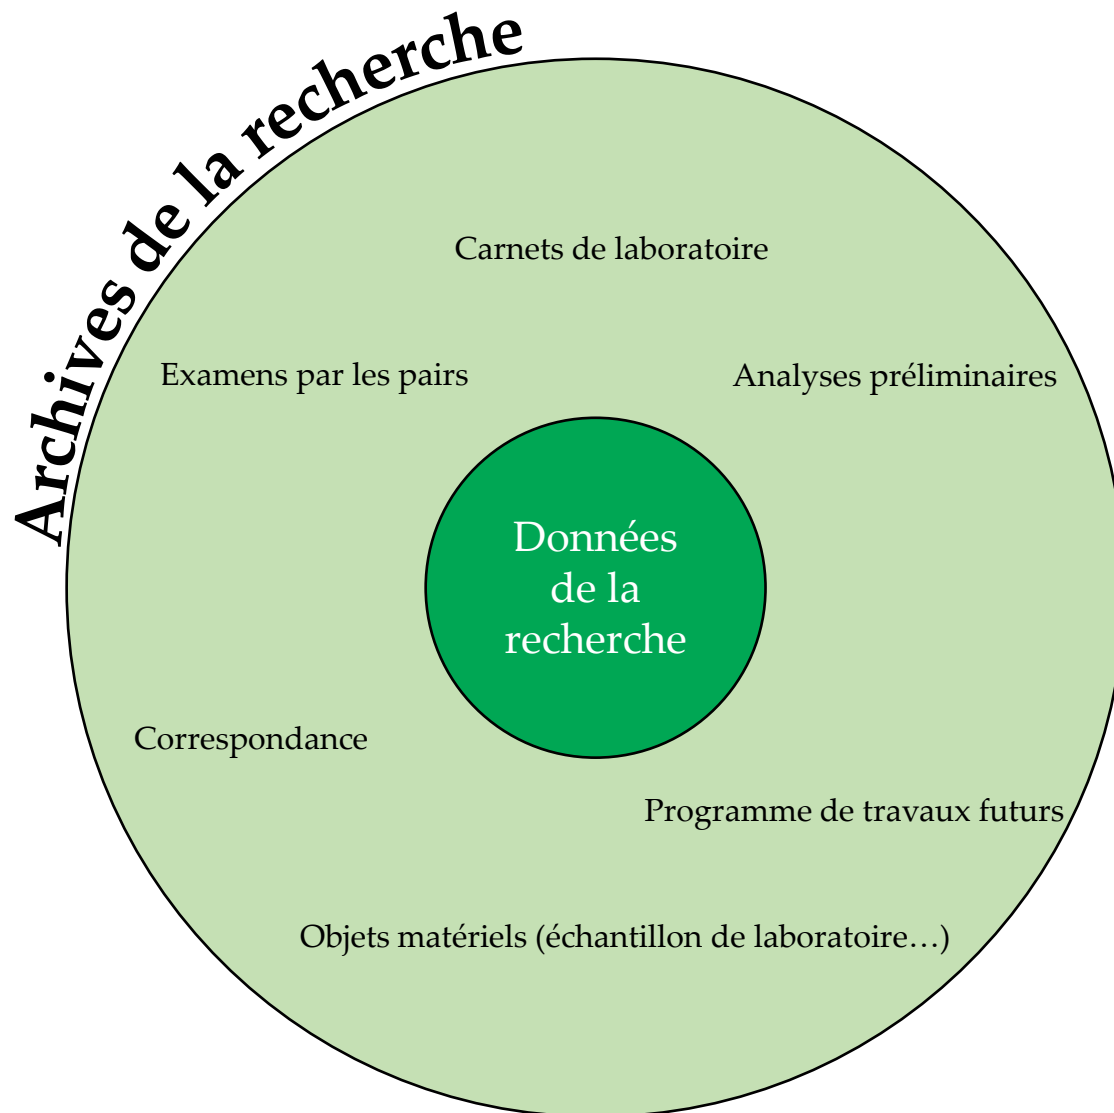 Archives de la recherche
Carnets de laboratoire
Examens par les pairs
Analyses préliminaires
Données
de la
recherche
Correspondance
Programme de travaux futurs
Objets matériels (échantillon de laboratoire…)